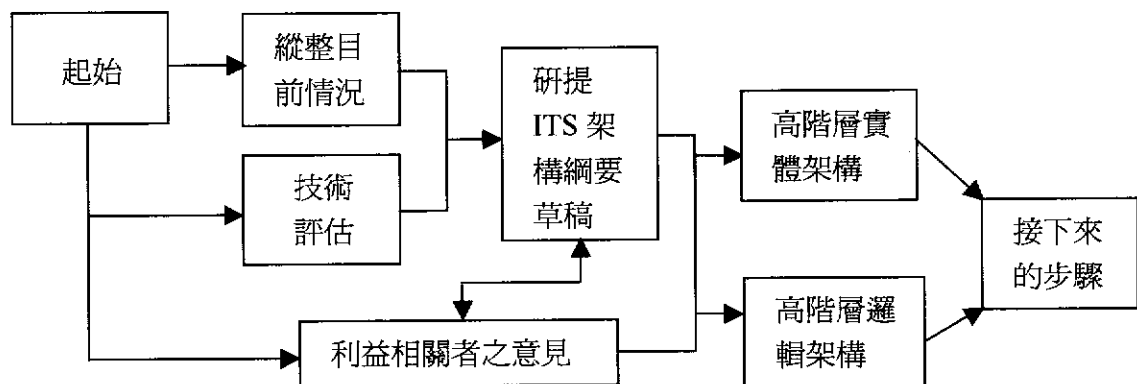 起始
縱整目
前情況
技術
評估
研提
ITS 架
構綱要
草稿
利益相關者之意見
高階層實
體架構
高階層邏
輯架構
接下來
的步驟